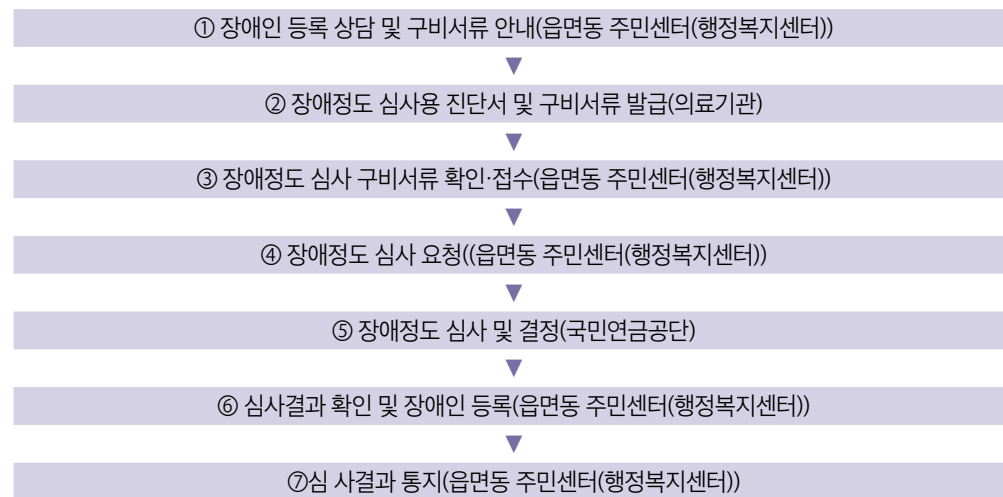 ① 장애인 등록 상담 및 구비서류 안내(읍면동 주민센터(행정복지센터))
② 장애정도 심사용 진단서 및 구비서류 발급(의료기관)
③ 장애정도 심사 구비서류 확인·접수(읍면동 주민센터(행정복지센터))
④ 장애정도 심사 요청((읍면동 주민센터(행정복지센터))
⑤ 장애정도 심사 및 결정(국민연금공단)
⑥ 심사결과 확인 및 장애인 등록(읍면동 주민센터(행정복지센터))
⑦심 사결과 통지(읍면동 주민센터(행정복지센터))